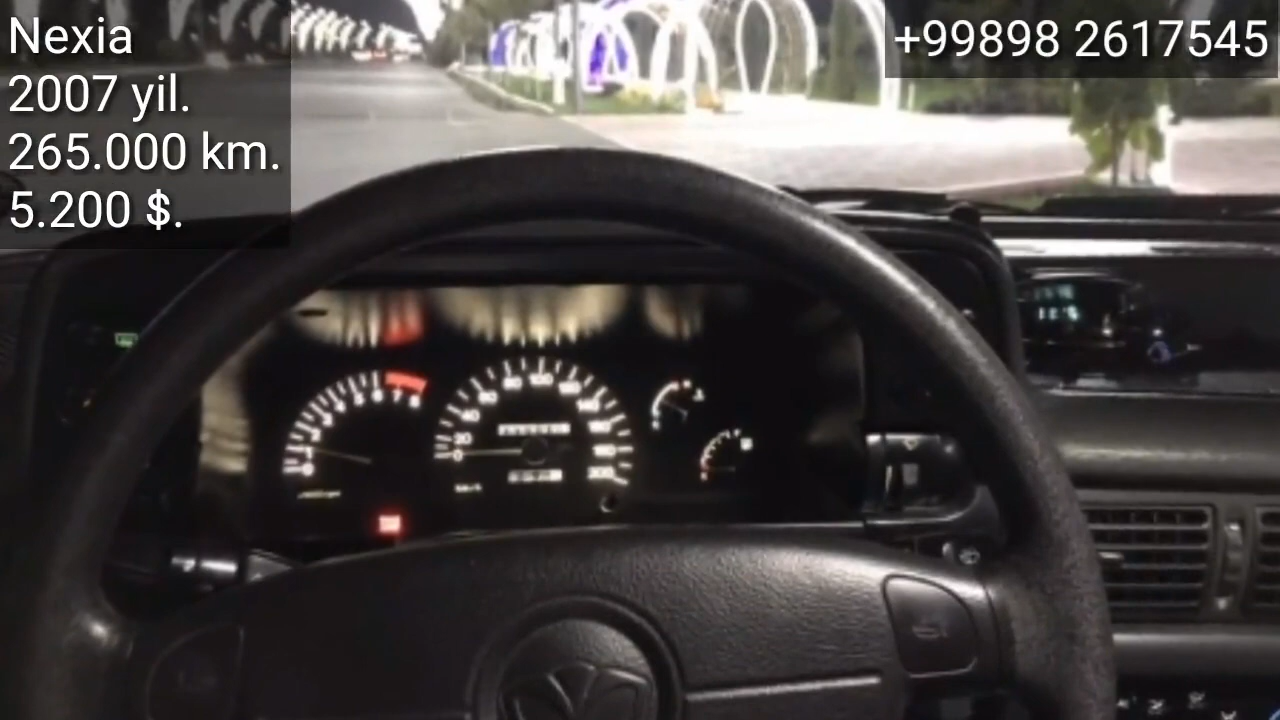 Nexia
2007 yil.
265.000 km.
5.200 $.
+99898 2617545